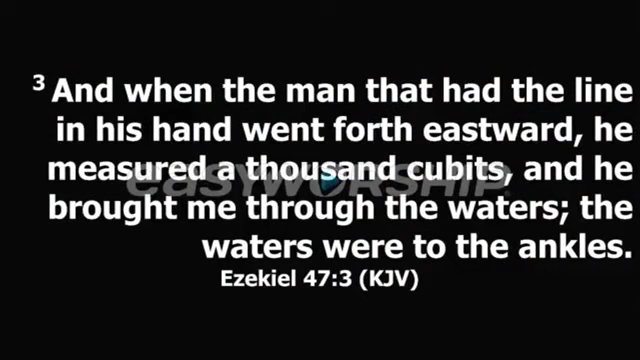 3 And when the man that had the line
in his hand went forth eastward, he
measured a thousand cubits, and he
brought me through the waters; the
waters were to the ankles.
Ezekiel 47:3 (KJV)
EASYWORSHIP